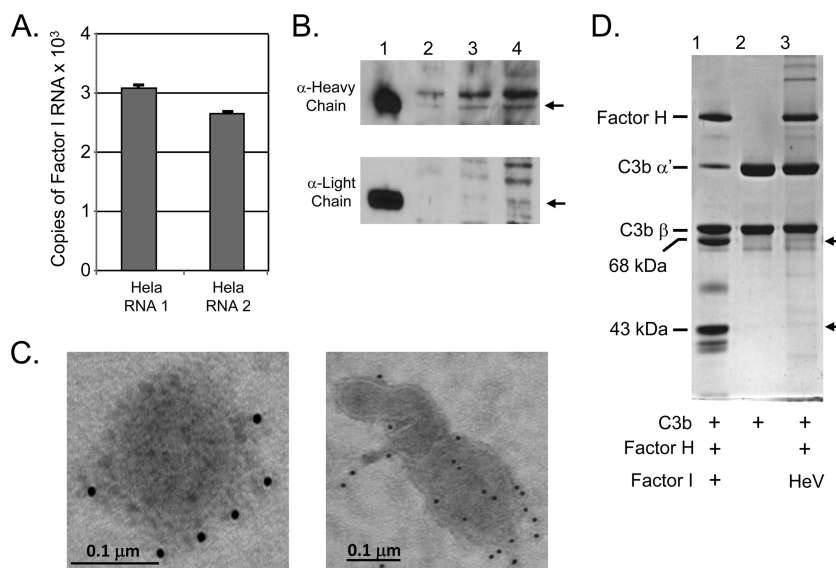 A.
Copies of Factor I RNA x 10³
4
3
2
1
0
Hela
RNA 1
Hela
RNA 2
B.
1 2 3 4
α-Heavy
Chain
α-Light
Chain
C.
0.1 μm
0.1 μm
D.
1 2 3
Factor H
C3b α'
C3b β
68 kDa
43 kDa
C3b + + +
Factor H + +
Factor I + HeV